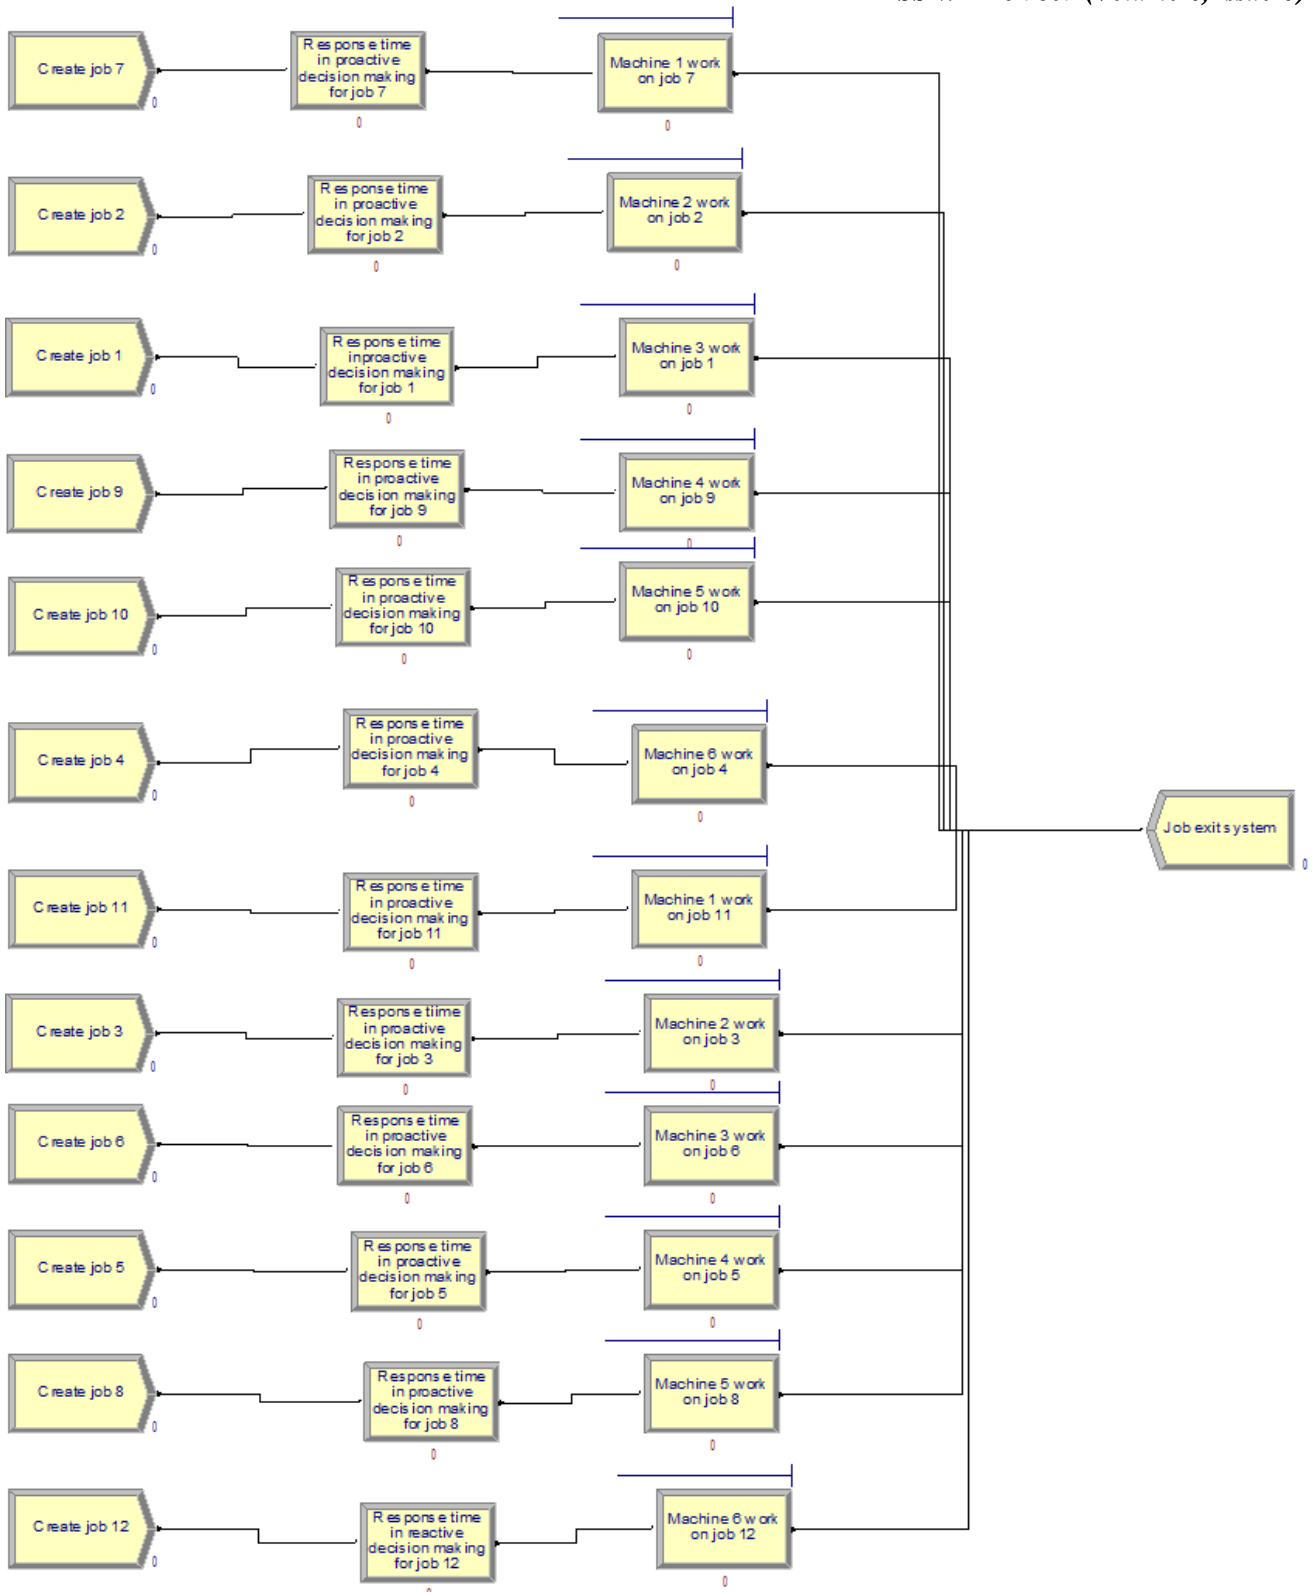 Create job 7
Response time
in proactive
decision making
for job 7
Machine 1 work
on job 7
0
0
0
Create job 2
Response time
in proactive
decision making
for job 2
Machine 2 work
on job 2
0
0
0
Create job 1
Response time
inproactive
decision making
for job 1
Machine 3 work
on job 1
0
0
0
Create job 9
Response time
in proactive
decision making
for job 9
Machine 4 work
on job 9
0
0
0
Create job 10
Response time
in proactive
decision making
for job 10
Machine 5 work
on job 10
0
0
0
Create job 4
Response time
in proactive
decision making
for job 4
Machine 6 work
on job 4
0
0
0
Job exit system
0
Create job 11
Response time
in proactive
decision making
for job 11
Machine 1 work
on job 11
0
0
0
Create job 3
Response tiime
in proactive
decision making
for job 3
Machine 2 work
on job 3
0
0
0
Create job 6
Response time
in proactive
decision making
for job 6
Machine 3 work
on job 6
0
0
0
Create job 5
Response time
in proactive
decision making
for job 5
Machine 4 work
on job 5
0
0
0
Create job 8
Response time
in proactive
decision making
for job 8
Machine 5 work
on job 8
0
0
0
Create job 12
Response time
in reactive
decision making
for job 12
Machine 6 work
on job 12
0
0